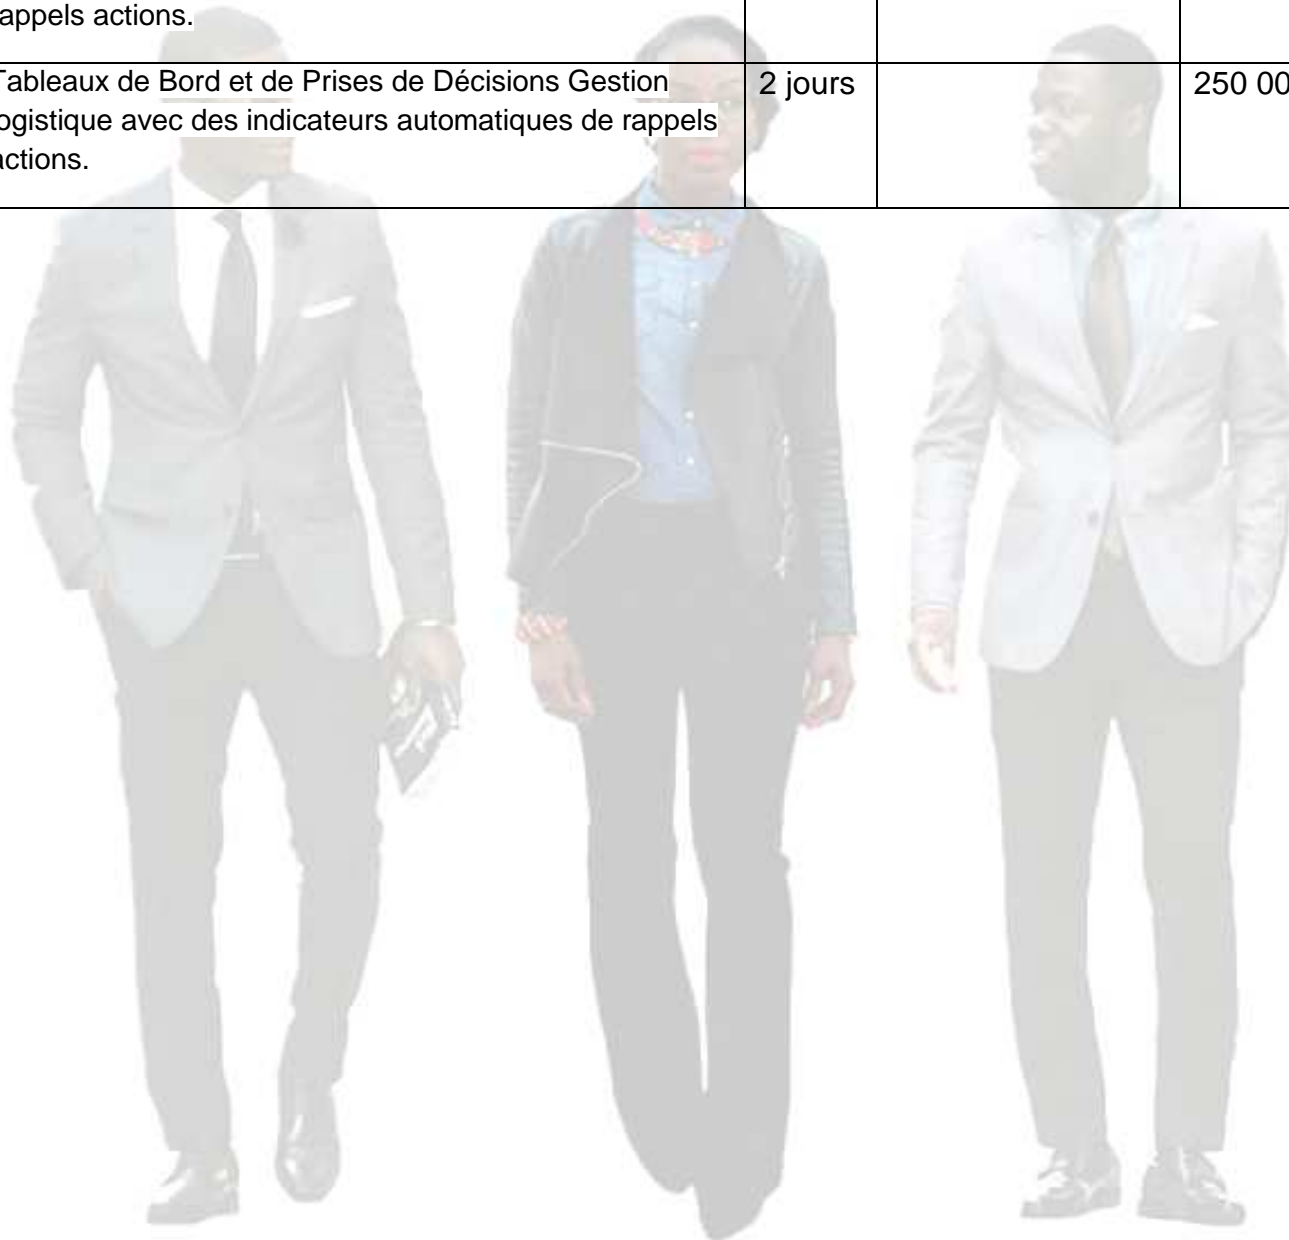 appels actions.
Tableaux de Bord et de Prises de Décisions Gestion
ogistique avec des indicateurs automatiques de rappels
actions.
2 jours
250 00